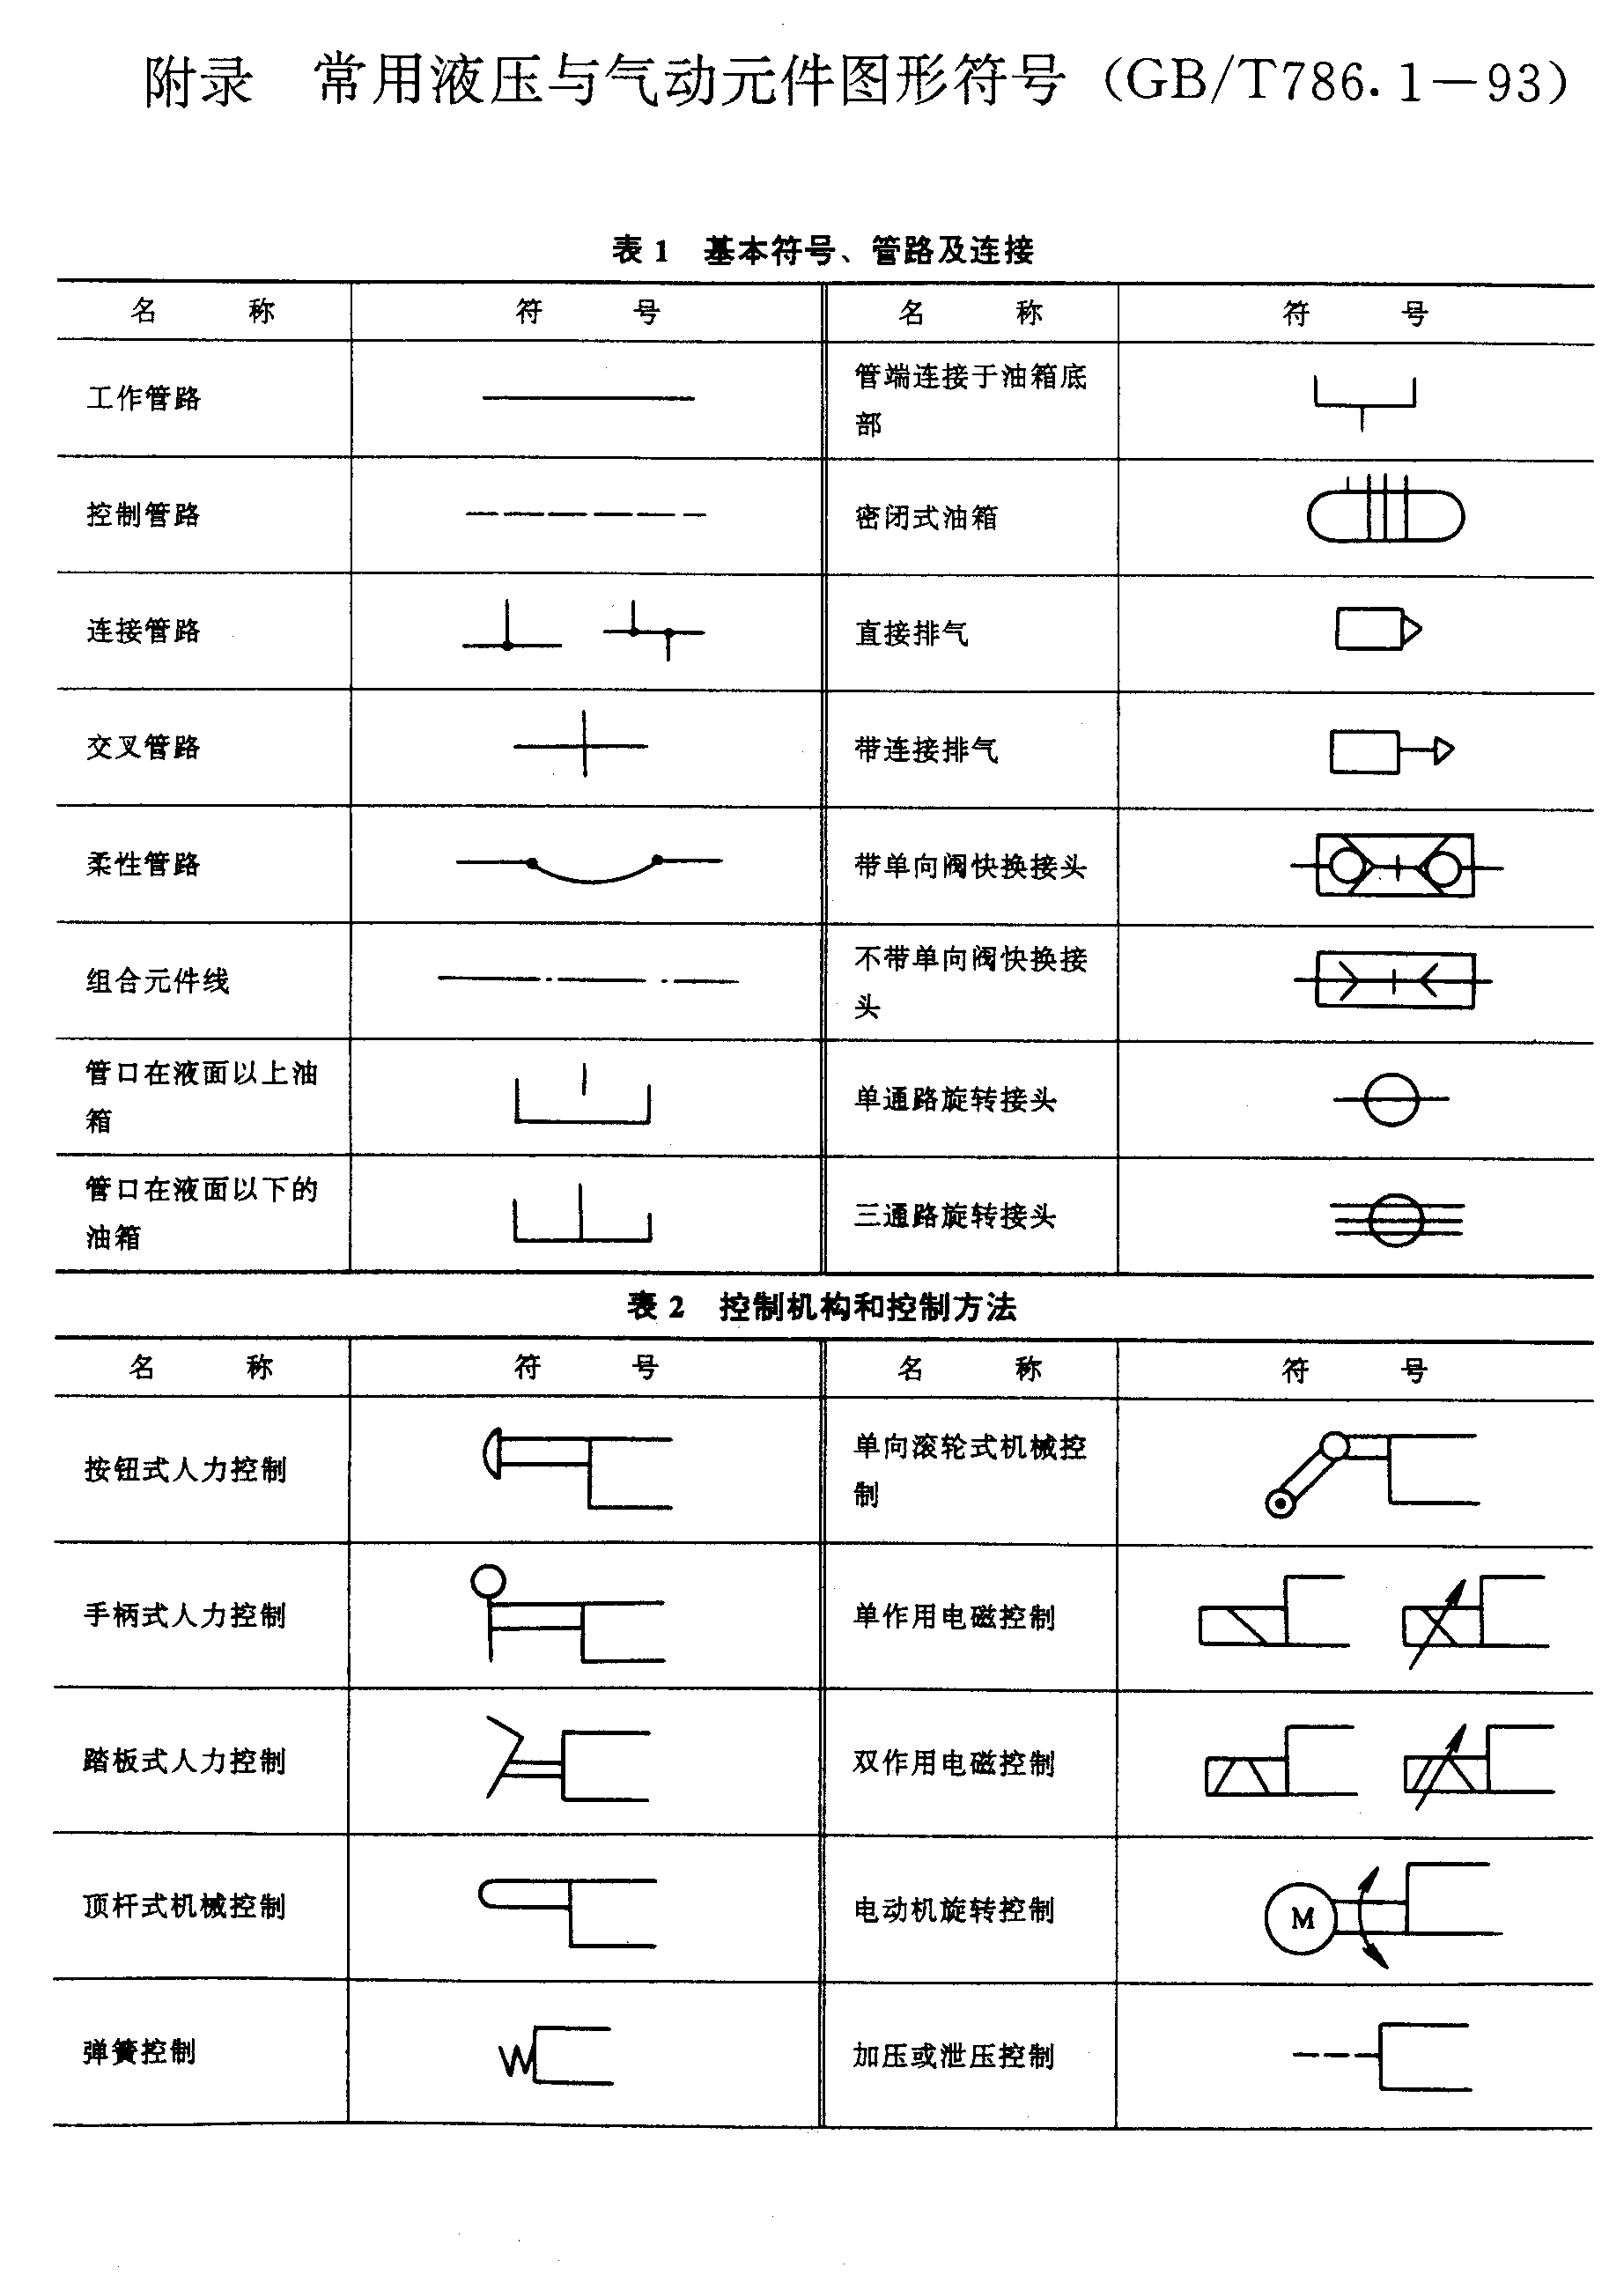 附录 常用液压与气动元件图形符号（GB/T786.1－93）
表 1 基本符号、管路及连接
名 称 符 号 名 称 符 号
工作管路
管端连接于油箱底
部
控制管路
密闭式油箱
连接管路
直接排气
交叉管路
带连接排气
柔性管路
带单向阀快换接头
组合元件线
不带单向阀快换接
头
管口在液面以上油
箱
单通路旋转接头
管口在液面以下的
油箱
三通路旋转接头
表 2 控制机构和控制方法
名 称 符 号 名 称 符 号
按钮式人力控制
单向滚轮式机械控
制
手柄式人力控制
单作用电磁控制
踏板式人力控制
双作用电磁控制
顶杆式机械控制
电动机旋转控制
M
弹簧控制
加压或泄压控制